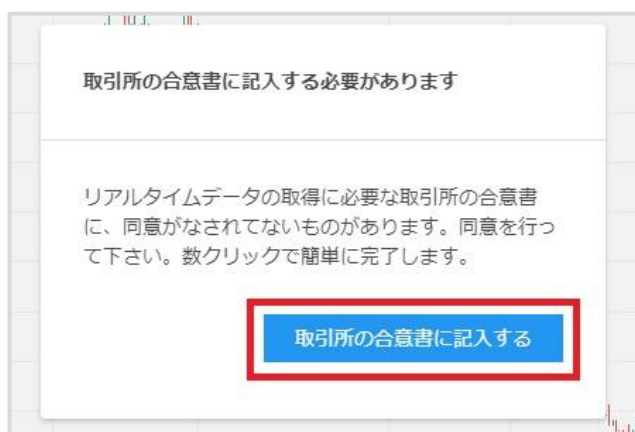 取引所の合意書に記入する必要があります
リアルタイムデータの取得に必要な取引所の合意書
に、同意がなされてないものがあります。同意を行っ
て下さい。数クリックで簡単に完了します。
取引所の合意書に記入する